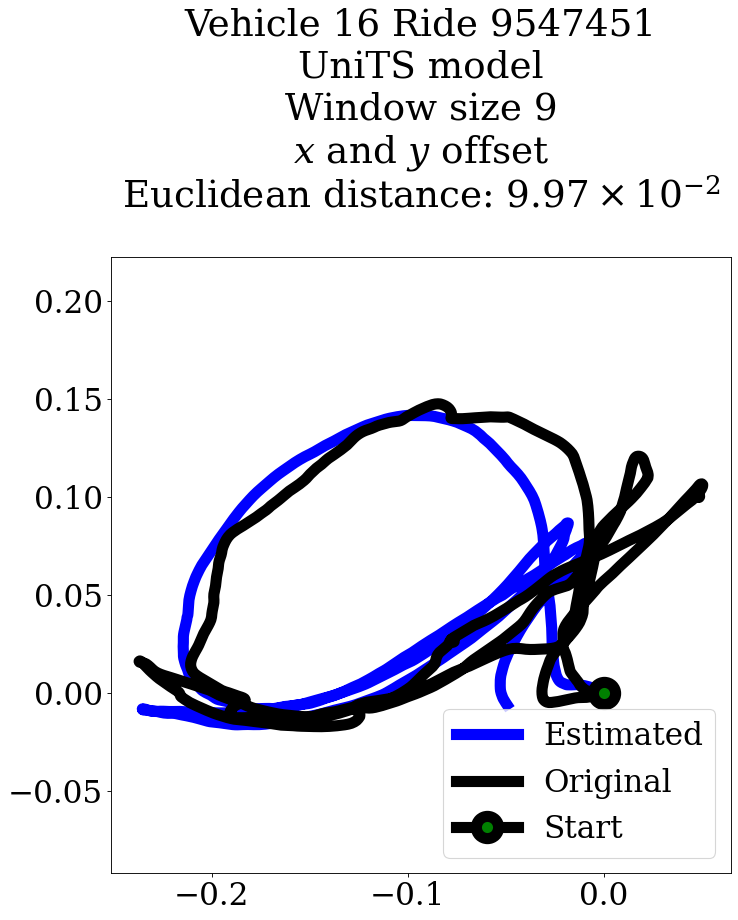 Vehicle 16 Ride 9547451
UniTS model
Window size 9
x and y offset
Euclidean distance: 9.97 × 10⁻²
0.20
0.15
0.10
0.05
0.00
−0.05
Estimated
Original
Start
−0.2
−0.1
0.0